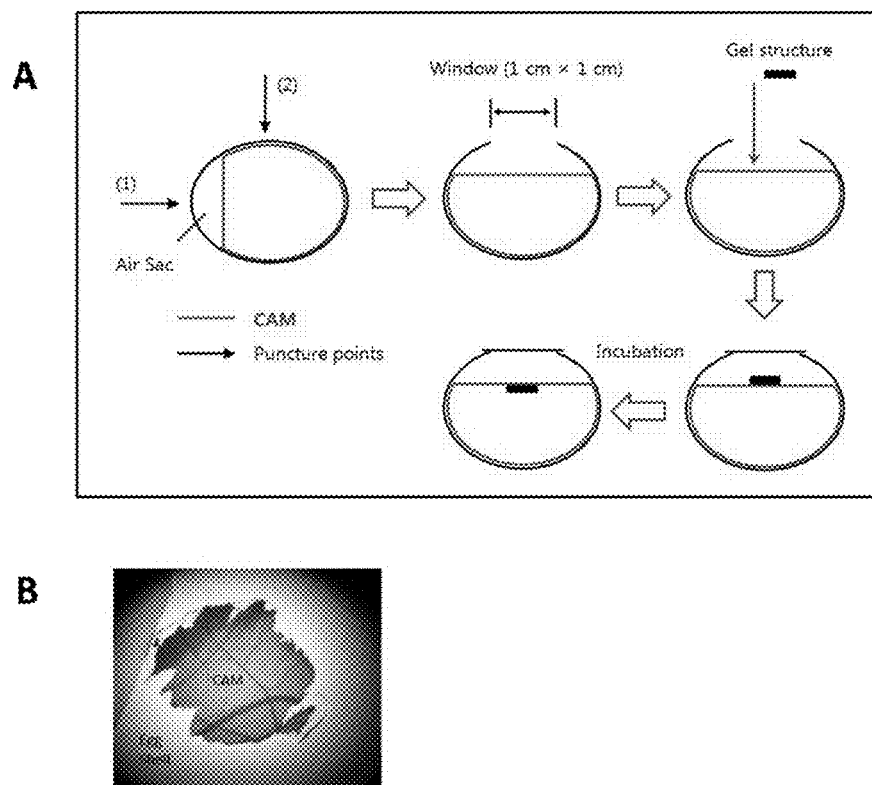 A
(2)
Window (1 cm × 1 cm)
Gel structure
(1)
Air Sac
CAM
Puncture points
Incubation
B
CAM